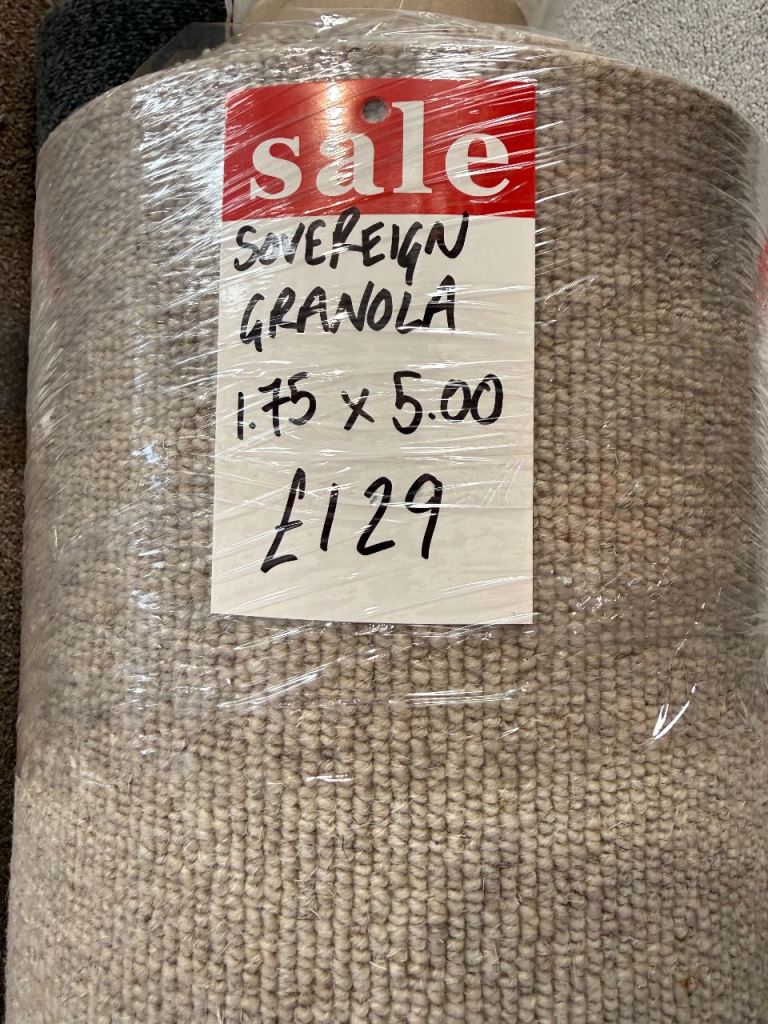 sale
SOVEREIGN
GRANOLA
1.75 x 5.00
£129